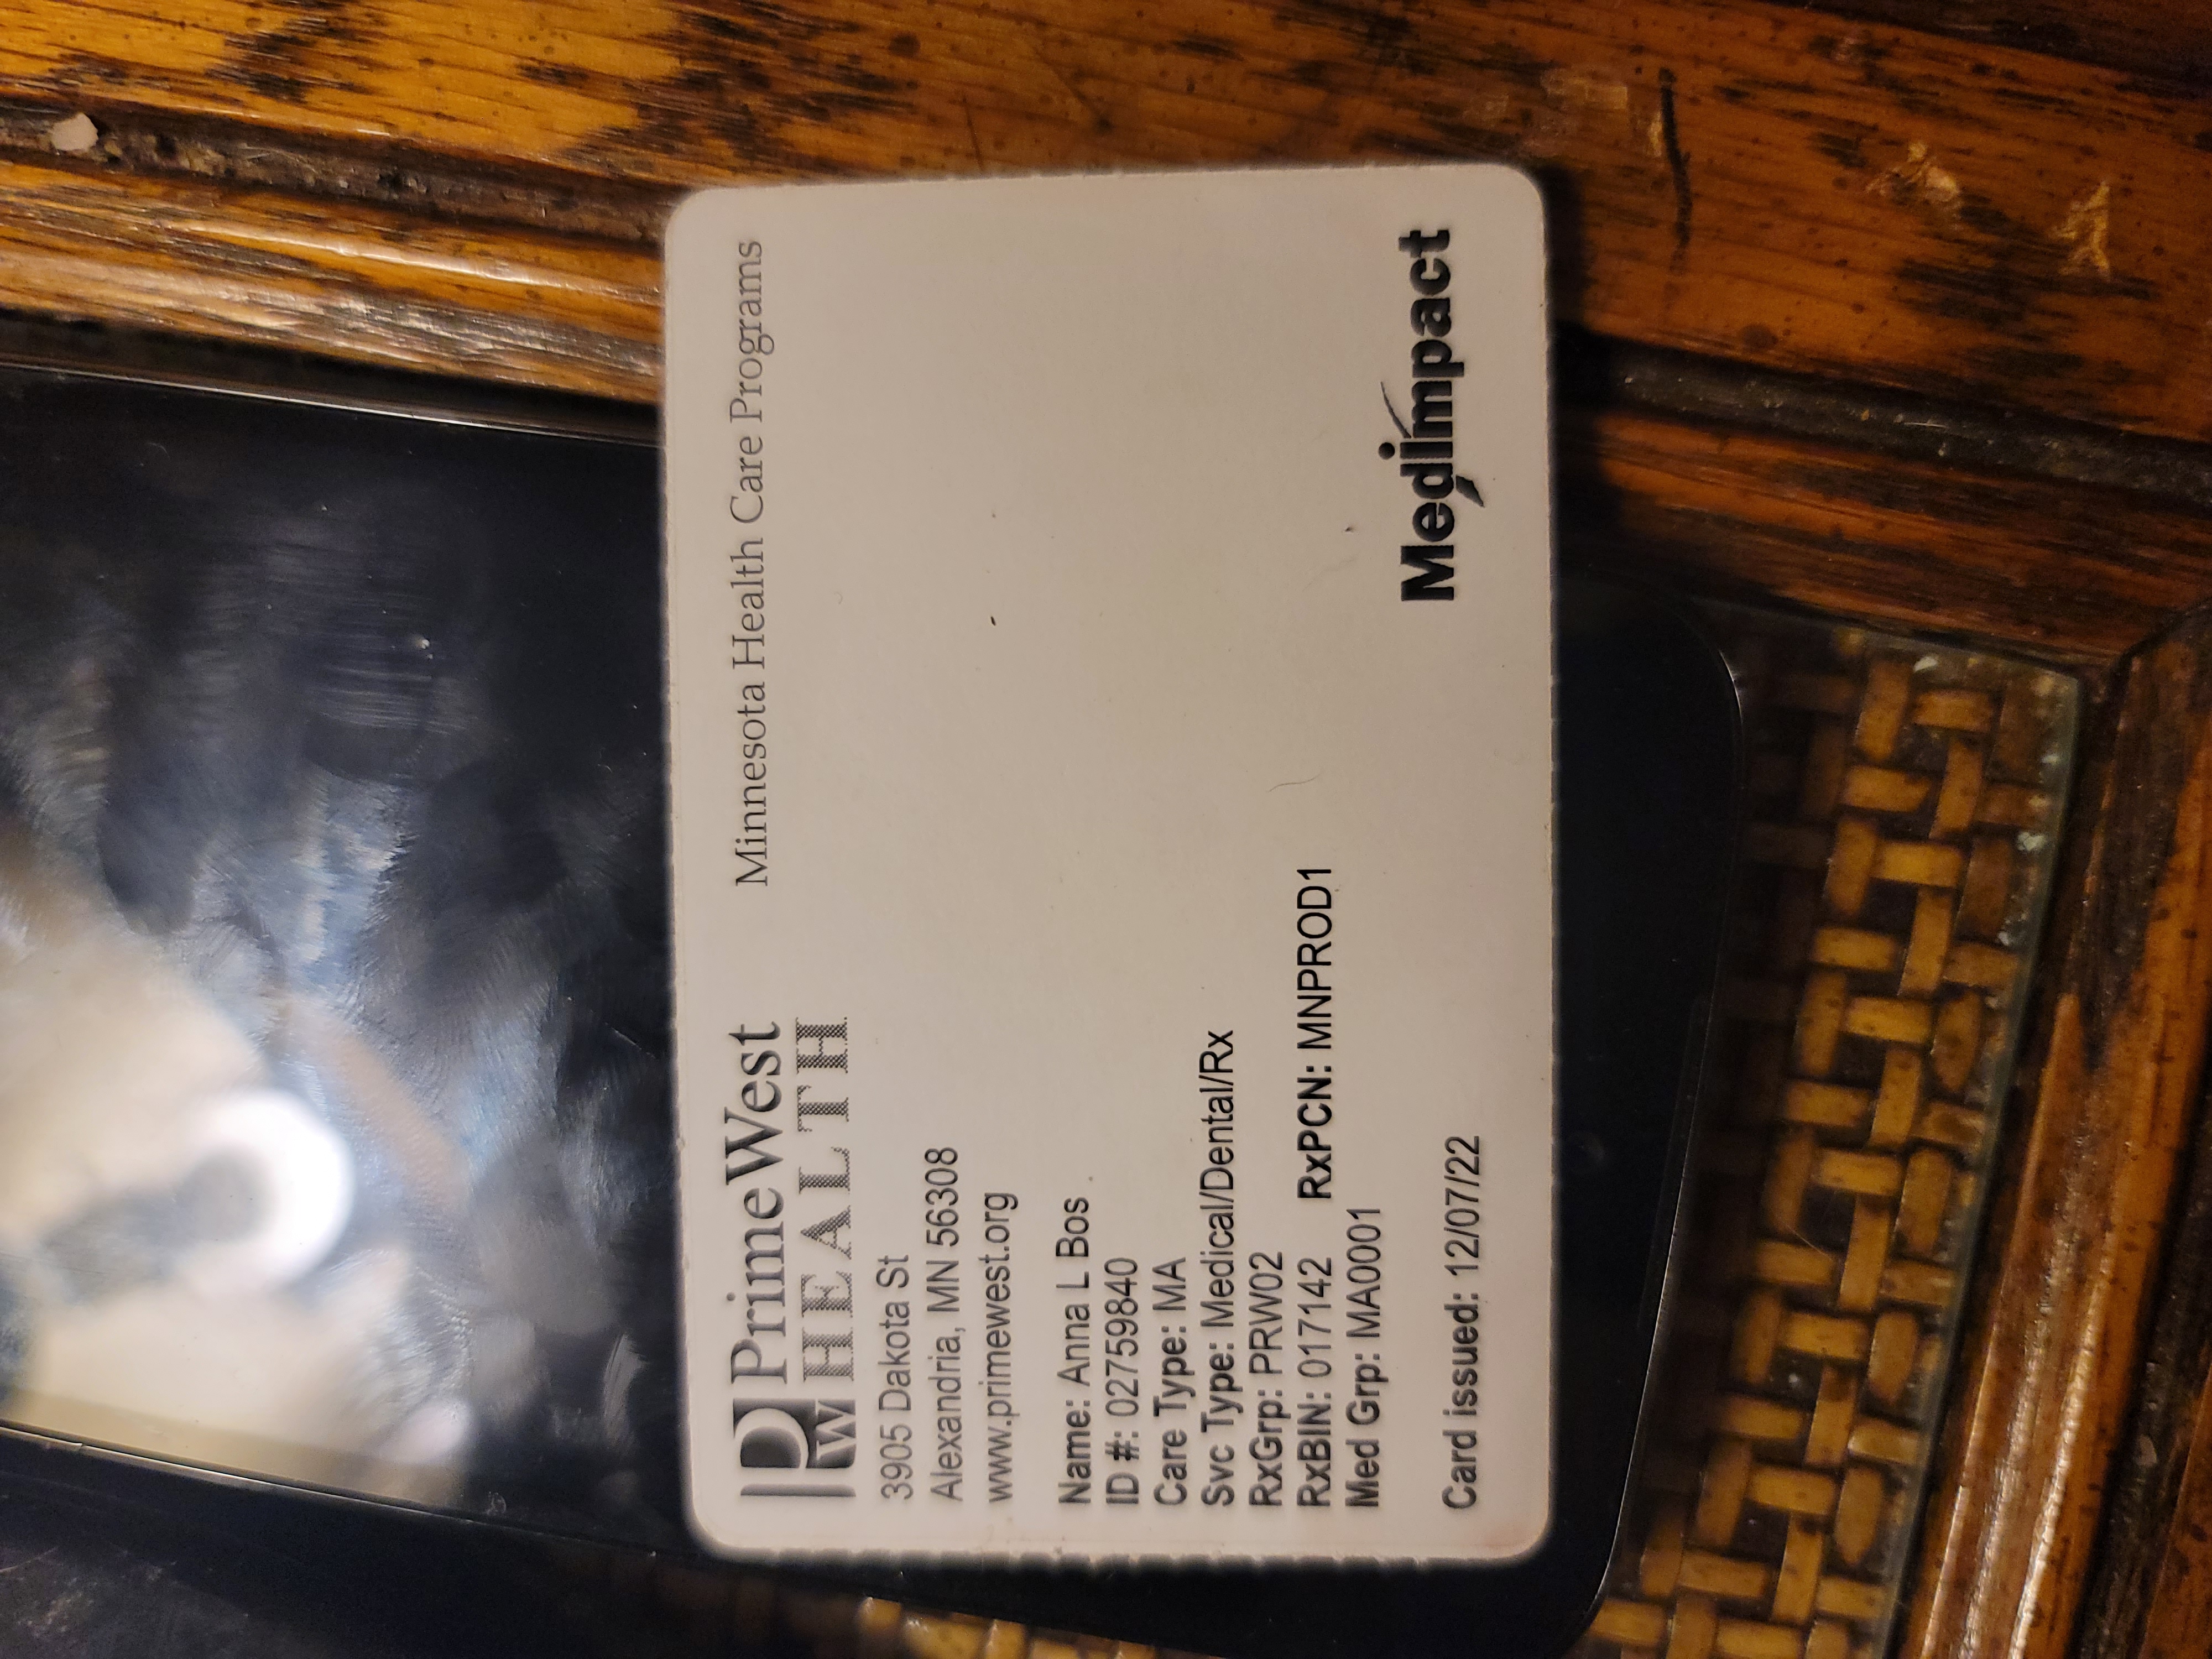 PrimeWest
HEALTH
Minnesota Health Care Programs
3905 Dakota St
Alexandria, MN 56308
www.primewest.org
Name: Anna L Bos
ID #: 02759840
Care Type: MA
Svc Type: Medical/Dental/Rx
RxGrp: PRW02
RxBIN: 017142 RxPCN: MNPROD1
Med Grp: MA0001
Card issued: 12/07/22
Medimpact